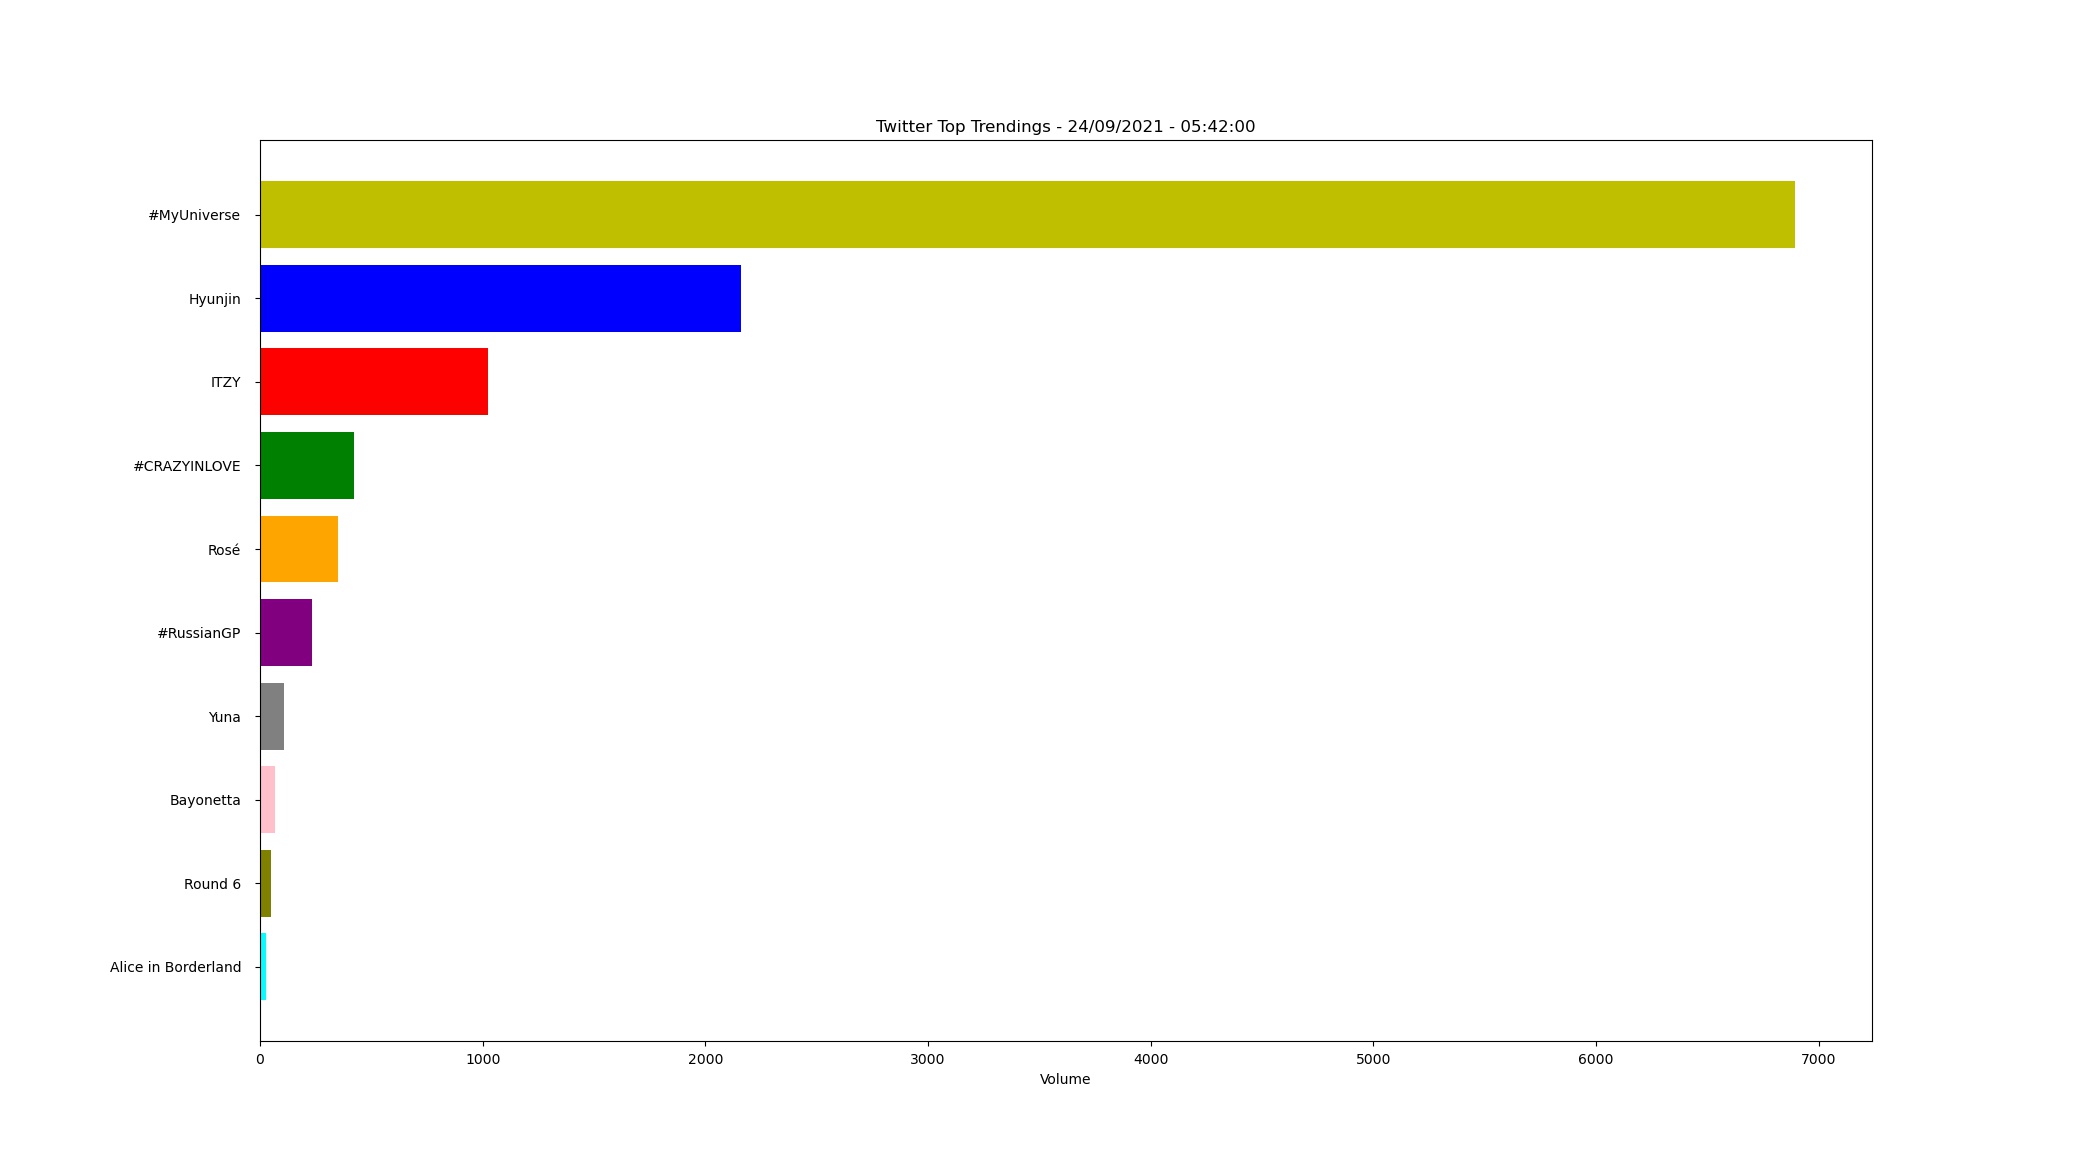 Twitter Top Trendings - 24/09/2021 - 05:42:00
#MyUniverse
Hyunjin
ITZY
#CRAZYINLOVE
Rosé
#RussianGP
Yuna
Bayonetta
Round 6
Alice in Borderland
0 1000 2000 3000 4000 5000 6000 7000
Volume